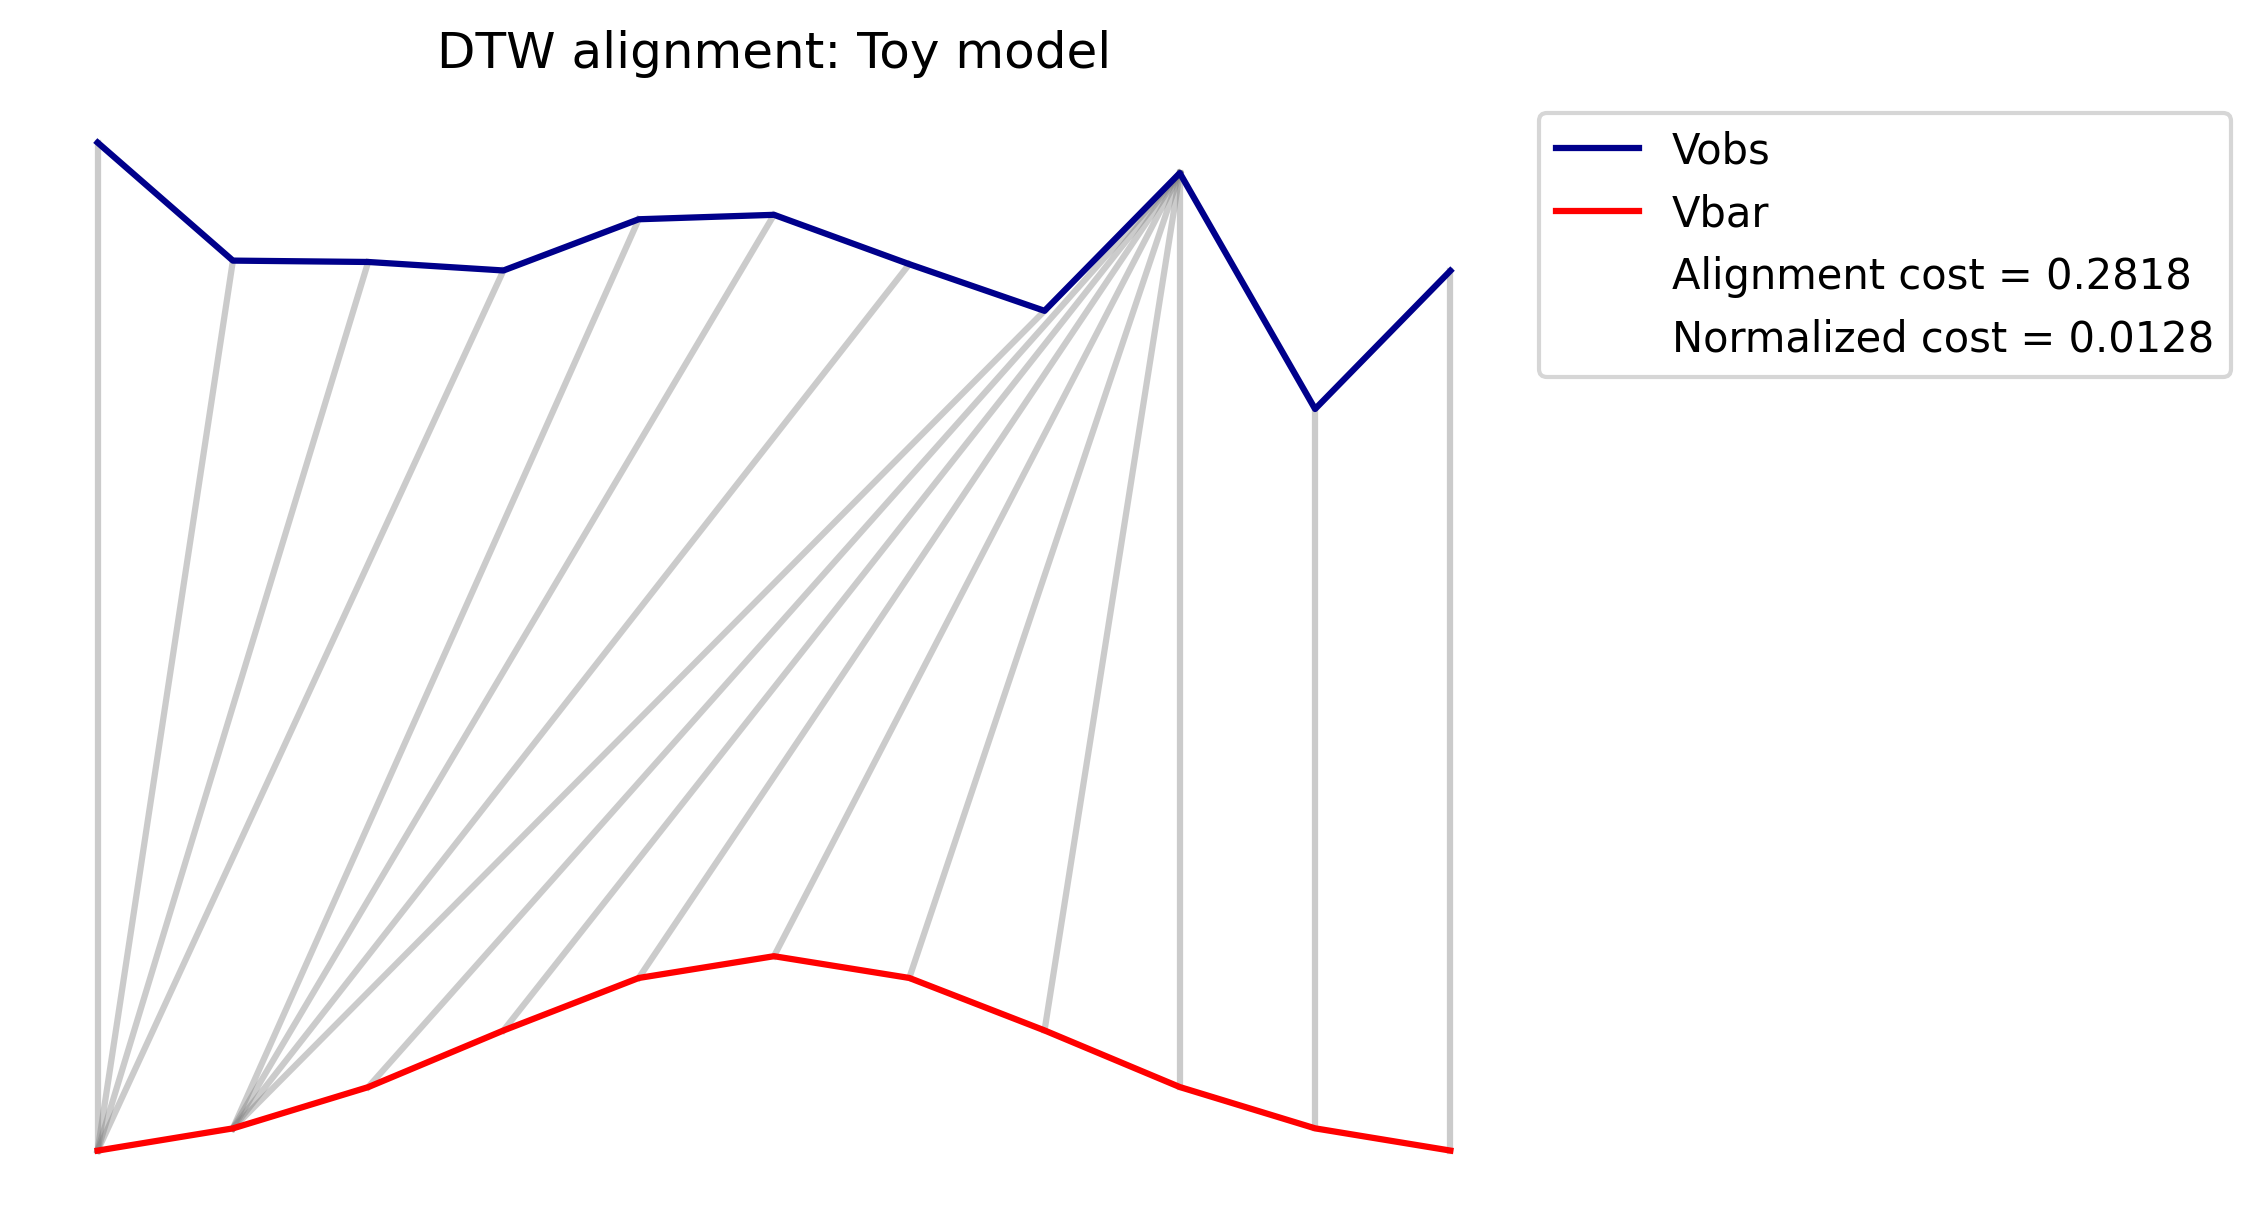 DTW alignment: Toy model
Vobs
Vbar
Alignment cost = 0.2818
Normalized cost = 0.0128